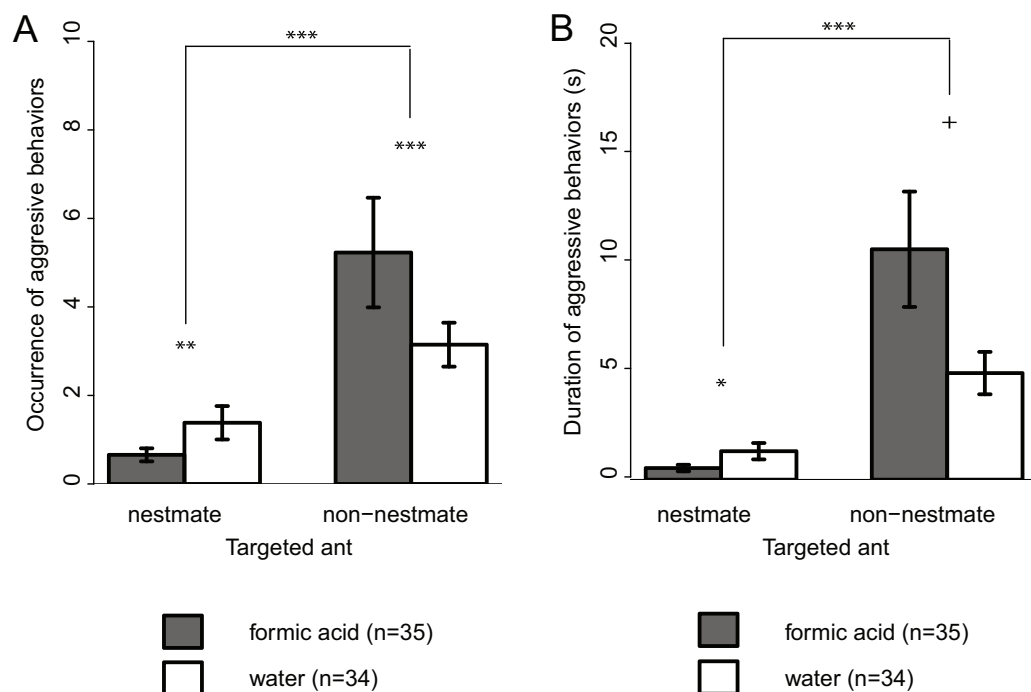 A
Occurrence of aggresive behaviors
0 2 4 6 8 10
***
**
***
nestmate non−nestmate
Targeted ant
formic acid (n=35)
water (n=34)
B
Duration of aggressive behaviors (s)
0 5 10 15 20
***
*
+
nestmate non−nestmate
Targeted ant
formic acid (n=35)
water (n=34)